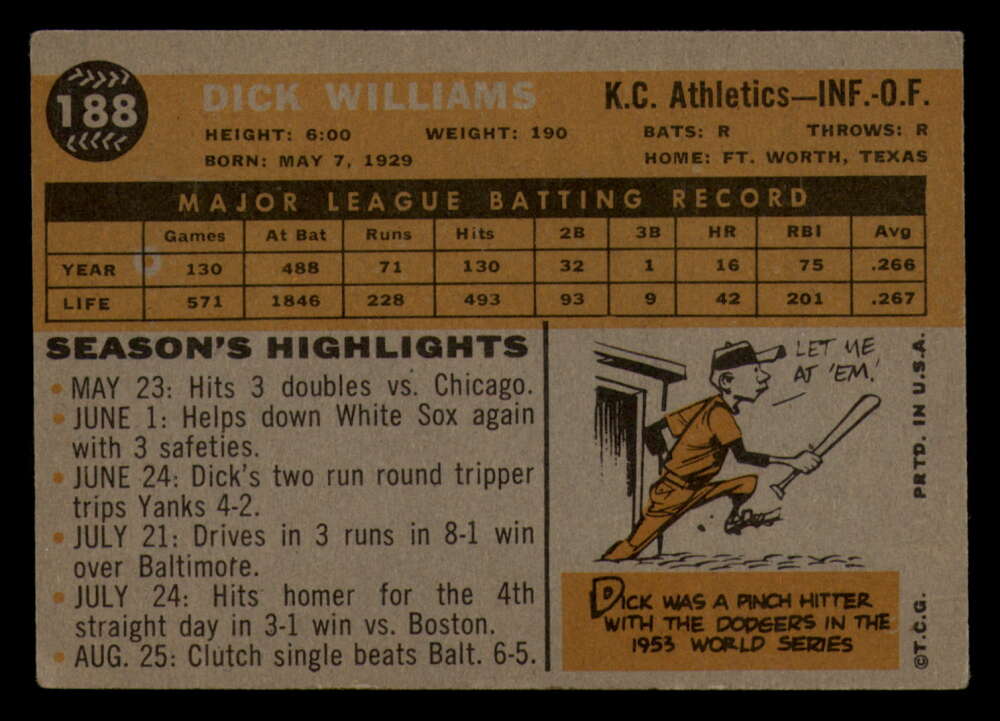 188
DICK WILLIAMS
K.C. Athletics—INF.-O.F.
HEIGHT: 6:00 WEIGHT: 190 BATS: R THROWS: R
BORN: MAY 7, 1929 HOME: FT. WORTH, TEXAS
MAJOR LEAGUE BATTING RECORD
Games At Bat Runs Hits 2B 3B HR RBI Avg
YEAR 130 488 71 130 32 1 16 75 .266
LIFE 571 1846 228 493 93 9 42 201 .267
SEASON'S HIGHLIGHTS
• MAY 23: Hits 3 doubles vs. Chicago.
• JUNE 1: Helps down White Sox again
with 3 safeties.
• JUNE 24: Dick's two run round tripper
trips Yanks 4-2.
• JULY 21: Drives in 3 runs in 8-1 win
over Baltimore.
• JULY 24: Hits homer for the 4th
straight day in 3-1 win vs. Boston.
• AUG. 25: Clutch single beats Balt. 6-5.
LET ME
AT 'EM.'
DICK WAS A PINCH HITTER
WITH THE DODGERS IN THE
1953 WORLD SERIES
PRTD. IN U.S.A.
©T.C.G.